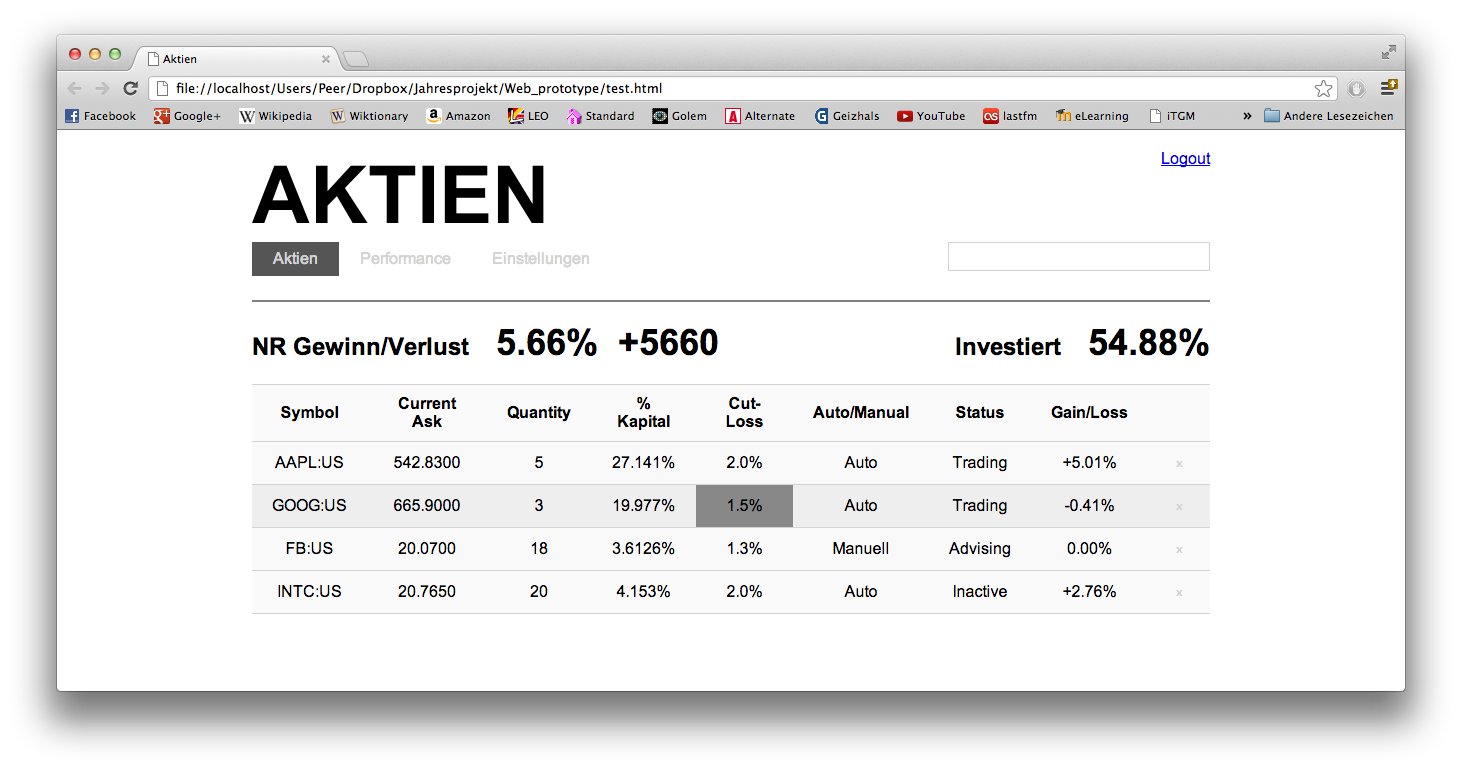 Aktien
file://localhost/Users/Peer/Dropbox/Jahresprojekt/Web_prototype/test.html
Facebook Google+ Wikipedia Wiktionary Amazon LEO Standard Golem Alternate Geizhals YouTube lastfm eLearning iTGM » Andere Lesezeichen
Logout
AKTIEN
Aktien Performance Einstellungen
NR Gewinn/Verlust 5.66% +5660 Investiert 54.88%
Symbol Current Ask Quantity % Kapital Cut-Loss Auto/Manual Status Gain/Loss
AAPL:US 542.8300 5 27.141% 2.0% Auto Trading +5.01% x
GOOG:US 665.9000 3 19.977% 1.5% Auto Trading -0.41% x
FB:US 20.0700 18 3.6126% 1.3% Manuell Advising 0.00% x
INTC:US 20.7650 20 4.153% 2.0% Auto Inactive +2.76% x